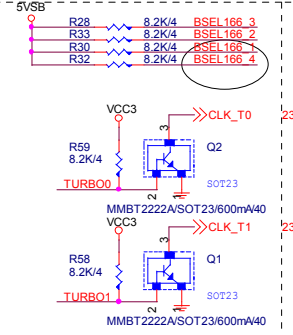 5VSB
R28 8.2K/4 BSEL166_3
R33 8.2K/4 BSEL166_2
R30 8.2K/4 BSEL166_1
R32 8.2K/4 BSEL166_4
VCC3
CLK_T0 23
3
R59
8.2K/4
Q2
SOT23
TURBO0
2 1
MMBT2222A/SOT23/600mA/40
VCC3
CLK_T1 23
3
R58
8.2K/4
Q1
SOT23
TURBO1
2 1
MMBT2222A/SOT23/600mA/40